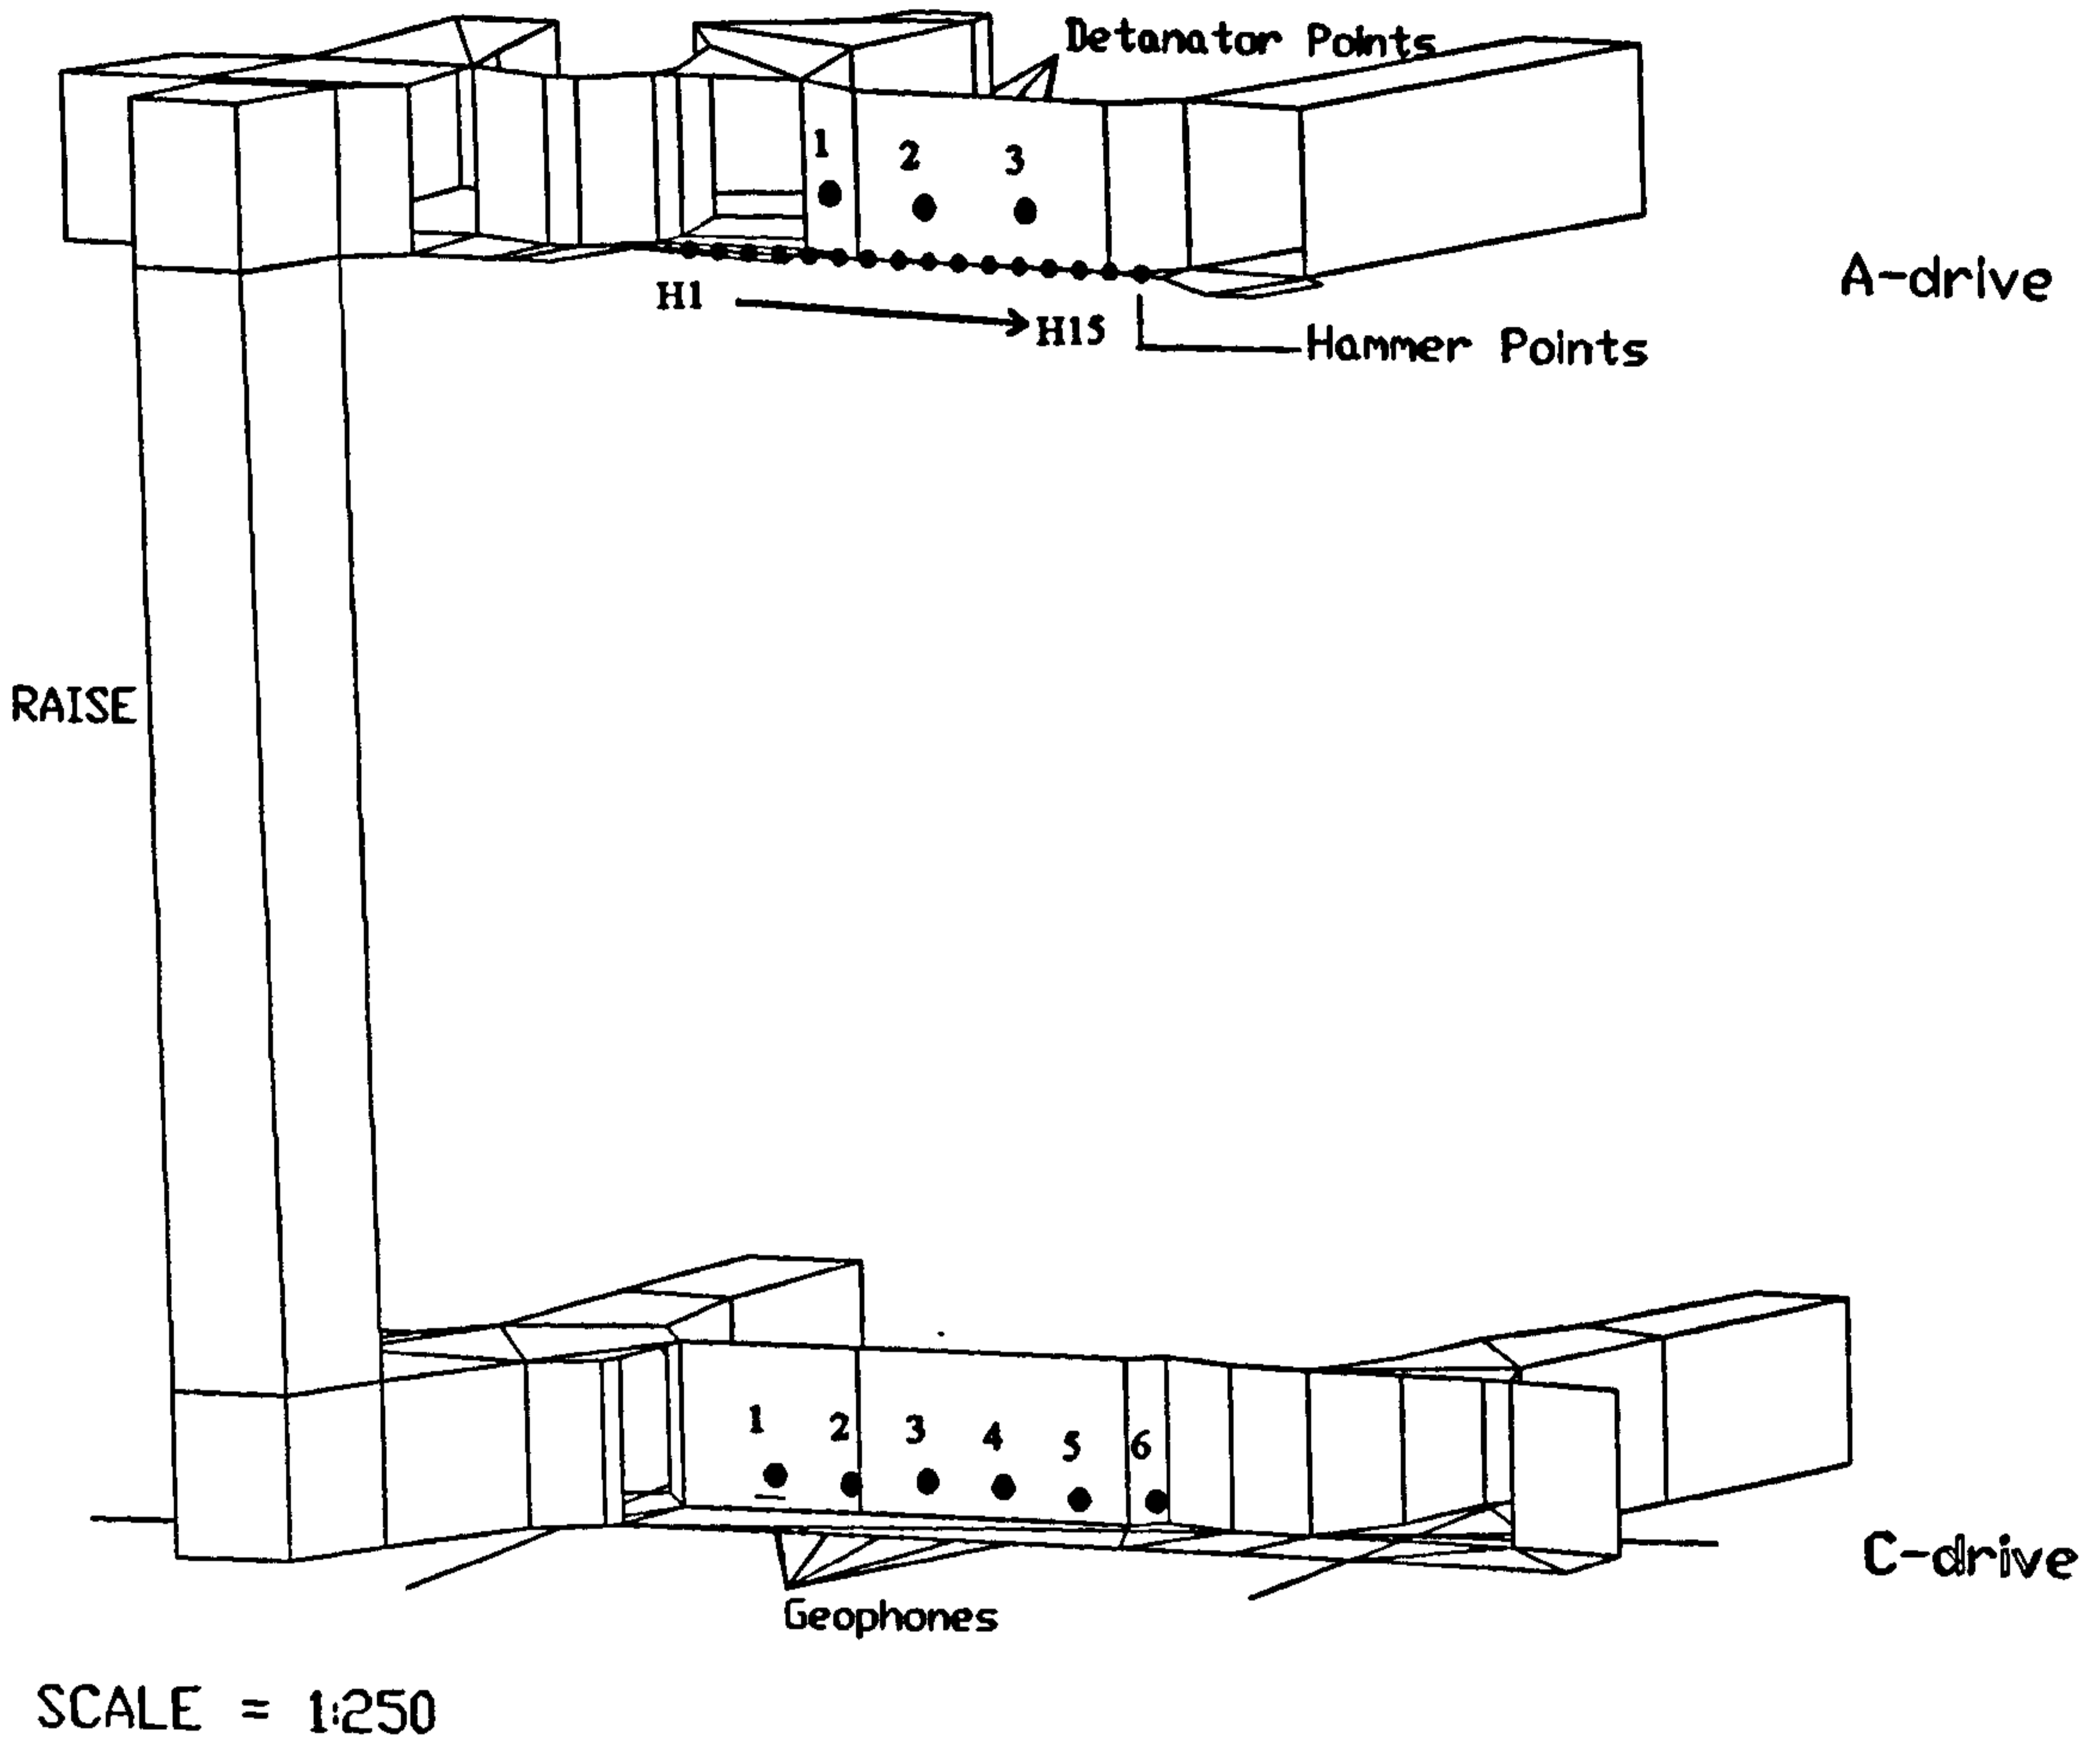 Detanator Points
1 2 3
A-drive
H1
H15
Hammer Points
RAISE
1 2 3 4 5 6
C-drive
Geophones
SCALE = 1:250